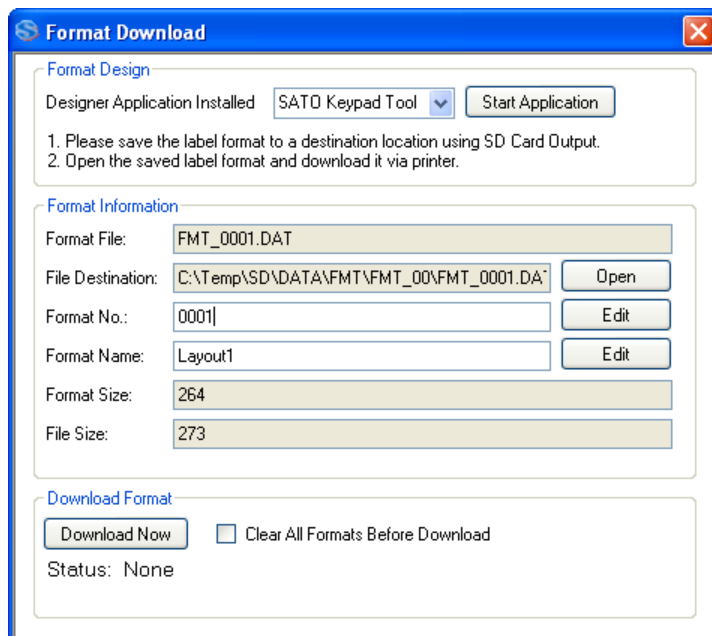 Format Download
Format Design
Designer Application Installed SATO Keypad Tool Start Application
1. Please save the label format to a destination location using SD Card Output.
2. Open the saved label format and download it via printer.
Format Information
Format File: FMT_0001.DAT
File Destination: C:\Temp\SD\DATA\FMT\FMT_00\FMT_0001.DAT Open
Format No.: 0001 Edit
Format Name: Layout1 Edit
Format Size: 264
File Size: 273
Download Format
Download Now Clear All Formats Before Download
Status: None